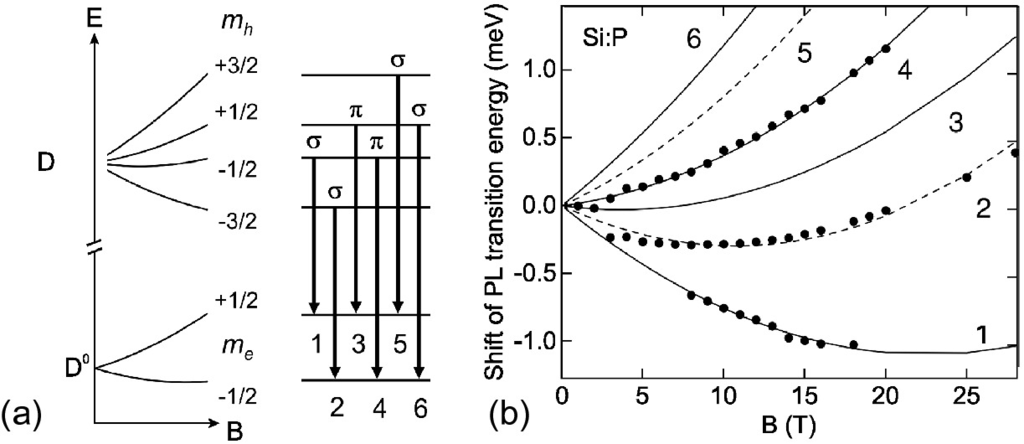 E
m_h
+3/2
+1/2
D
-1/2
-3/2
+1/2
D⁰
m_e
-1/2
B
(a)
σ
π
σ
σ
π
σ
1
3
5
2
4
6
(b)
Shift of PL transition energy (meV)
1.0
0.5
0.0
-0.5
-1.0
Si:P
6
5
4
3
2
1
0
5
10
15
20
25
B (T)